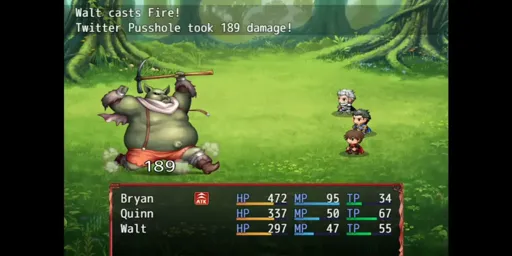 Walt casts Fire!
Twitter Pusshole took 189 damage!
189
Bryan ATK HP 472 MP 95 TP 34
Quinn HP 337 MP 50 TP 67
Walt HP 297 MP 47 TP 55